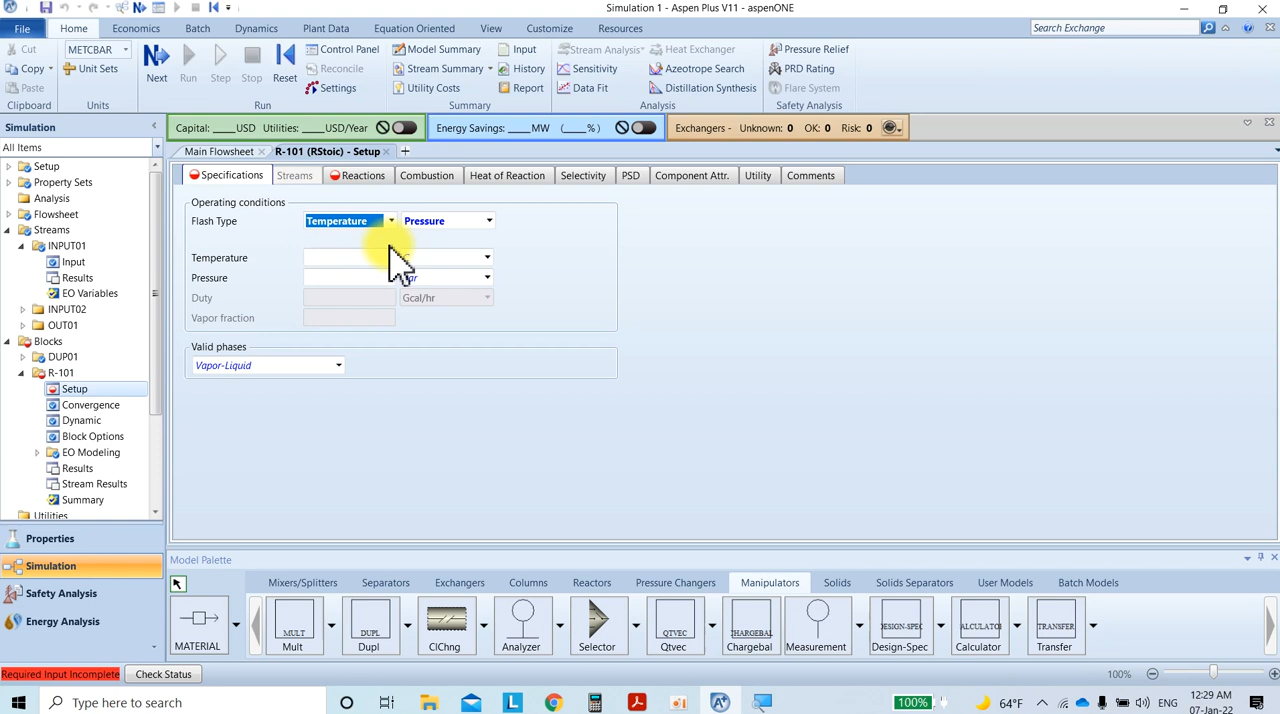 Simulation 1 - Aspen Plus V11 - aspenONE
File Home Economics Batch Dynamics Plant Data Equation Oriented View Customize Resources Search Exchange
Cut METCBAR Control Panel Model Summary Input Stream Analysis Heat Exchanger Pressure Relief
Copy Unit Sets Next Run Step Stop Reset Reconcile Stream Summary History Sensitivity Azeotrope Search PRD Rating
Paste Settings Utility Costs Report Data Fit Distillation Synthesis Flare System
Clipboard Units Run Summary Analysis Safety Analysis
Simulation Capital: ____USD Utilities: ____USD/Year Energy Savings: ____MW (____%) Exchangers - Unknown: 0 OK: 0 Risk: 0
All Items Main Flowsheet R-101 (RStoic) - Setup
Setup
Property Sets
Analysis
Flowsheet
Streams
INPUT01
Input
Results
EO Variables
INPUT02
OUT01
Blocks
DUP01
R-101
Setup
Convergence
Dynamic
Block Options
EO Modeling
Results
Stream Results
Summary
Utilities
Specifications Streams Reactions Combustion Heat of Reaction Selectivity PSD Component Attr. Utility Comments
Operating conditions
Flash Type Temperature Pressure
Temperature C
Pressure
Duty Gcal/hr
Vapor fraction
Valid phases
Vapor-Liquid
Properties
Simulation
Safety Analysis
Energy Analysis
Model Palette
Mixers/Splitters Separators Exchangers Columns Reactors Pressure Changers Manipulators Solids Solids Separators User Models Batch Models
MULT DUPL QTVEC CHARGEBAL DESIGN-SPEC CALCULATOR TRANSFER
MATERIAL Mult Dupl ClChng Analyzer Selector Qtvec Chargebal Measurement Design-Spec Calculator Transfer
Required Input Incomplete Check Status 100%
Type here to search 100% 64°F ENG 12:29 AM
07-Jan-22